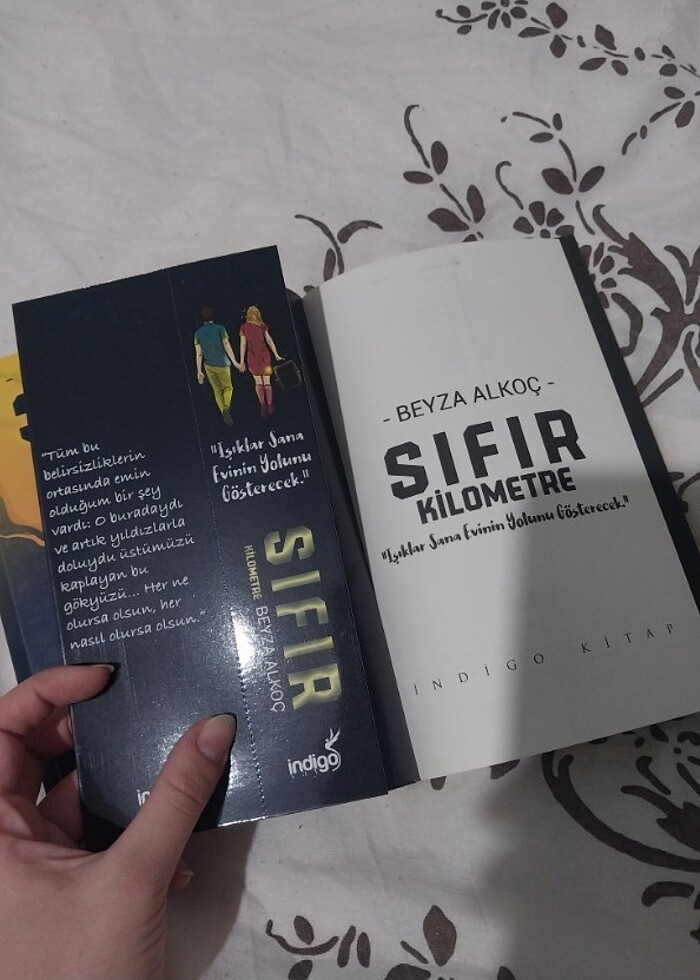 "Tüm bu
belirsizliklerin
ortasında emin
olduğum bir şey
vardı: O buradaydı
ve artık yıldızlarla
doluydu üstümüzü
kaplayan bu
gökyüzü... Her ne
olursa olsun, her
nasıl olursa olsun."
"Işıklar Sana
Evinin Yolunu
Gösterecek."
SIFIR
KİLOMETRE
BEYZA ALKOÇ
indigo
- BEYZA ALKOÇ -
SIFIR
KİLOMETRE
"Işıklar Sana Evinin Yolunu Gösterecek."
İNDİGO KİTAP